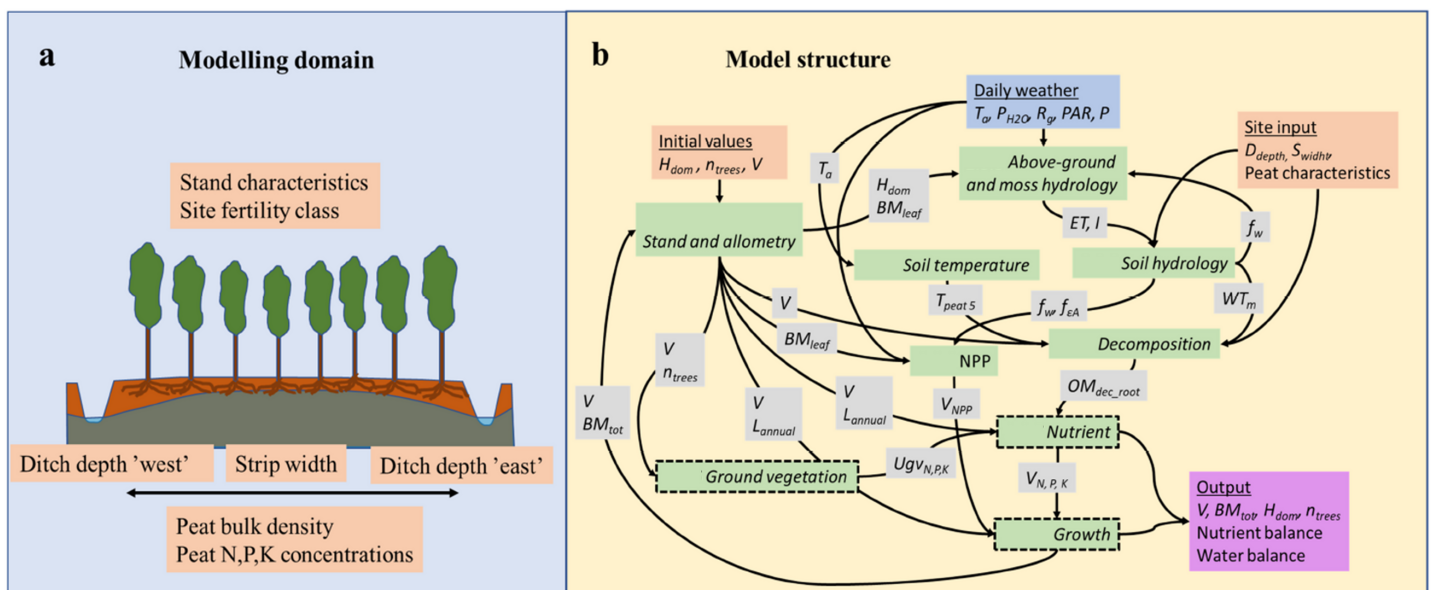 a
Modelling domain
Stand characteristics
Site fertility class
Ditch depth 'west'
Strip width
Ditch depth 'east'
Peat bulk density
Peat N,P,K concentrations
b
Model structure
Daily weather
Ta, PH2O, Rg, PAR, P
Initial values
Hdom , ntrees, V
Site input
Ddepth, Swidht,
Peat characteristics
Above-ground
and moss hydrology
Ta
Hdom
BMleaf
Stand and allometry
ET, I
fw
Soil temperature
Soil hydrology
Tpeat 5
fw, fεA
WTm
V
BMleaf
Decomposition
NPP
V
ntrees
OMdec_root
V
BMtot
V
Lannual
V
Lannual
VNPP
Nutrient
Ground vegetation
UgvN,P,K
VN, P, K
Growth
Output
V, BMtot, Hdom, ntrees
Nutrient balance
Water balance